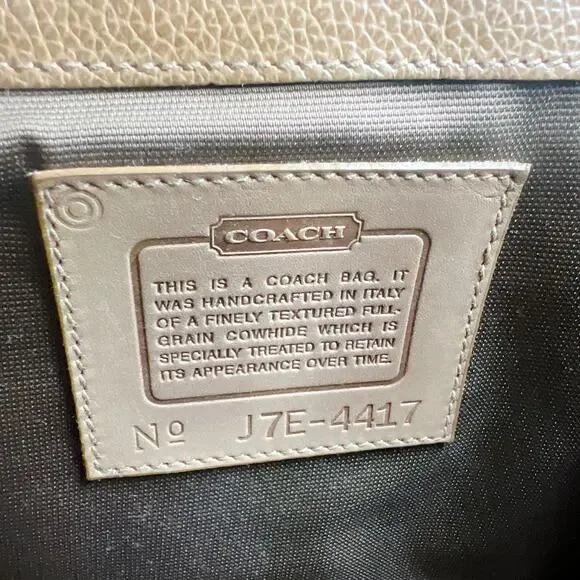 COACH
THIS IS A COACH BAG. IT
WAS HANDCRAFTED IN ITALY
OF A FINELY TEXTURED FULL-
GRAIN COWHIDE WHICH IS
SPECIALLY TREATED TO RETAIN
ITS APPEARANCE OVER TIME.
Nº J7E-4417